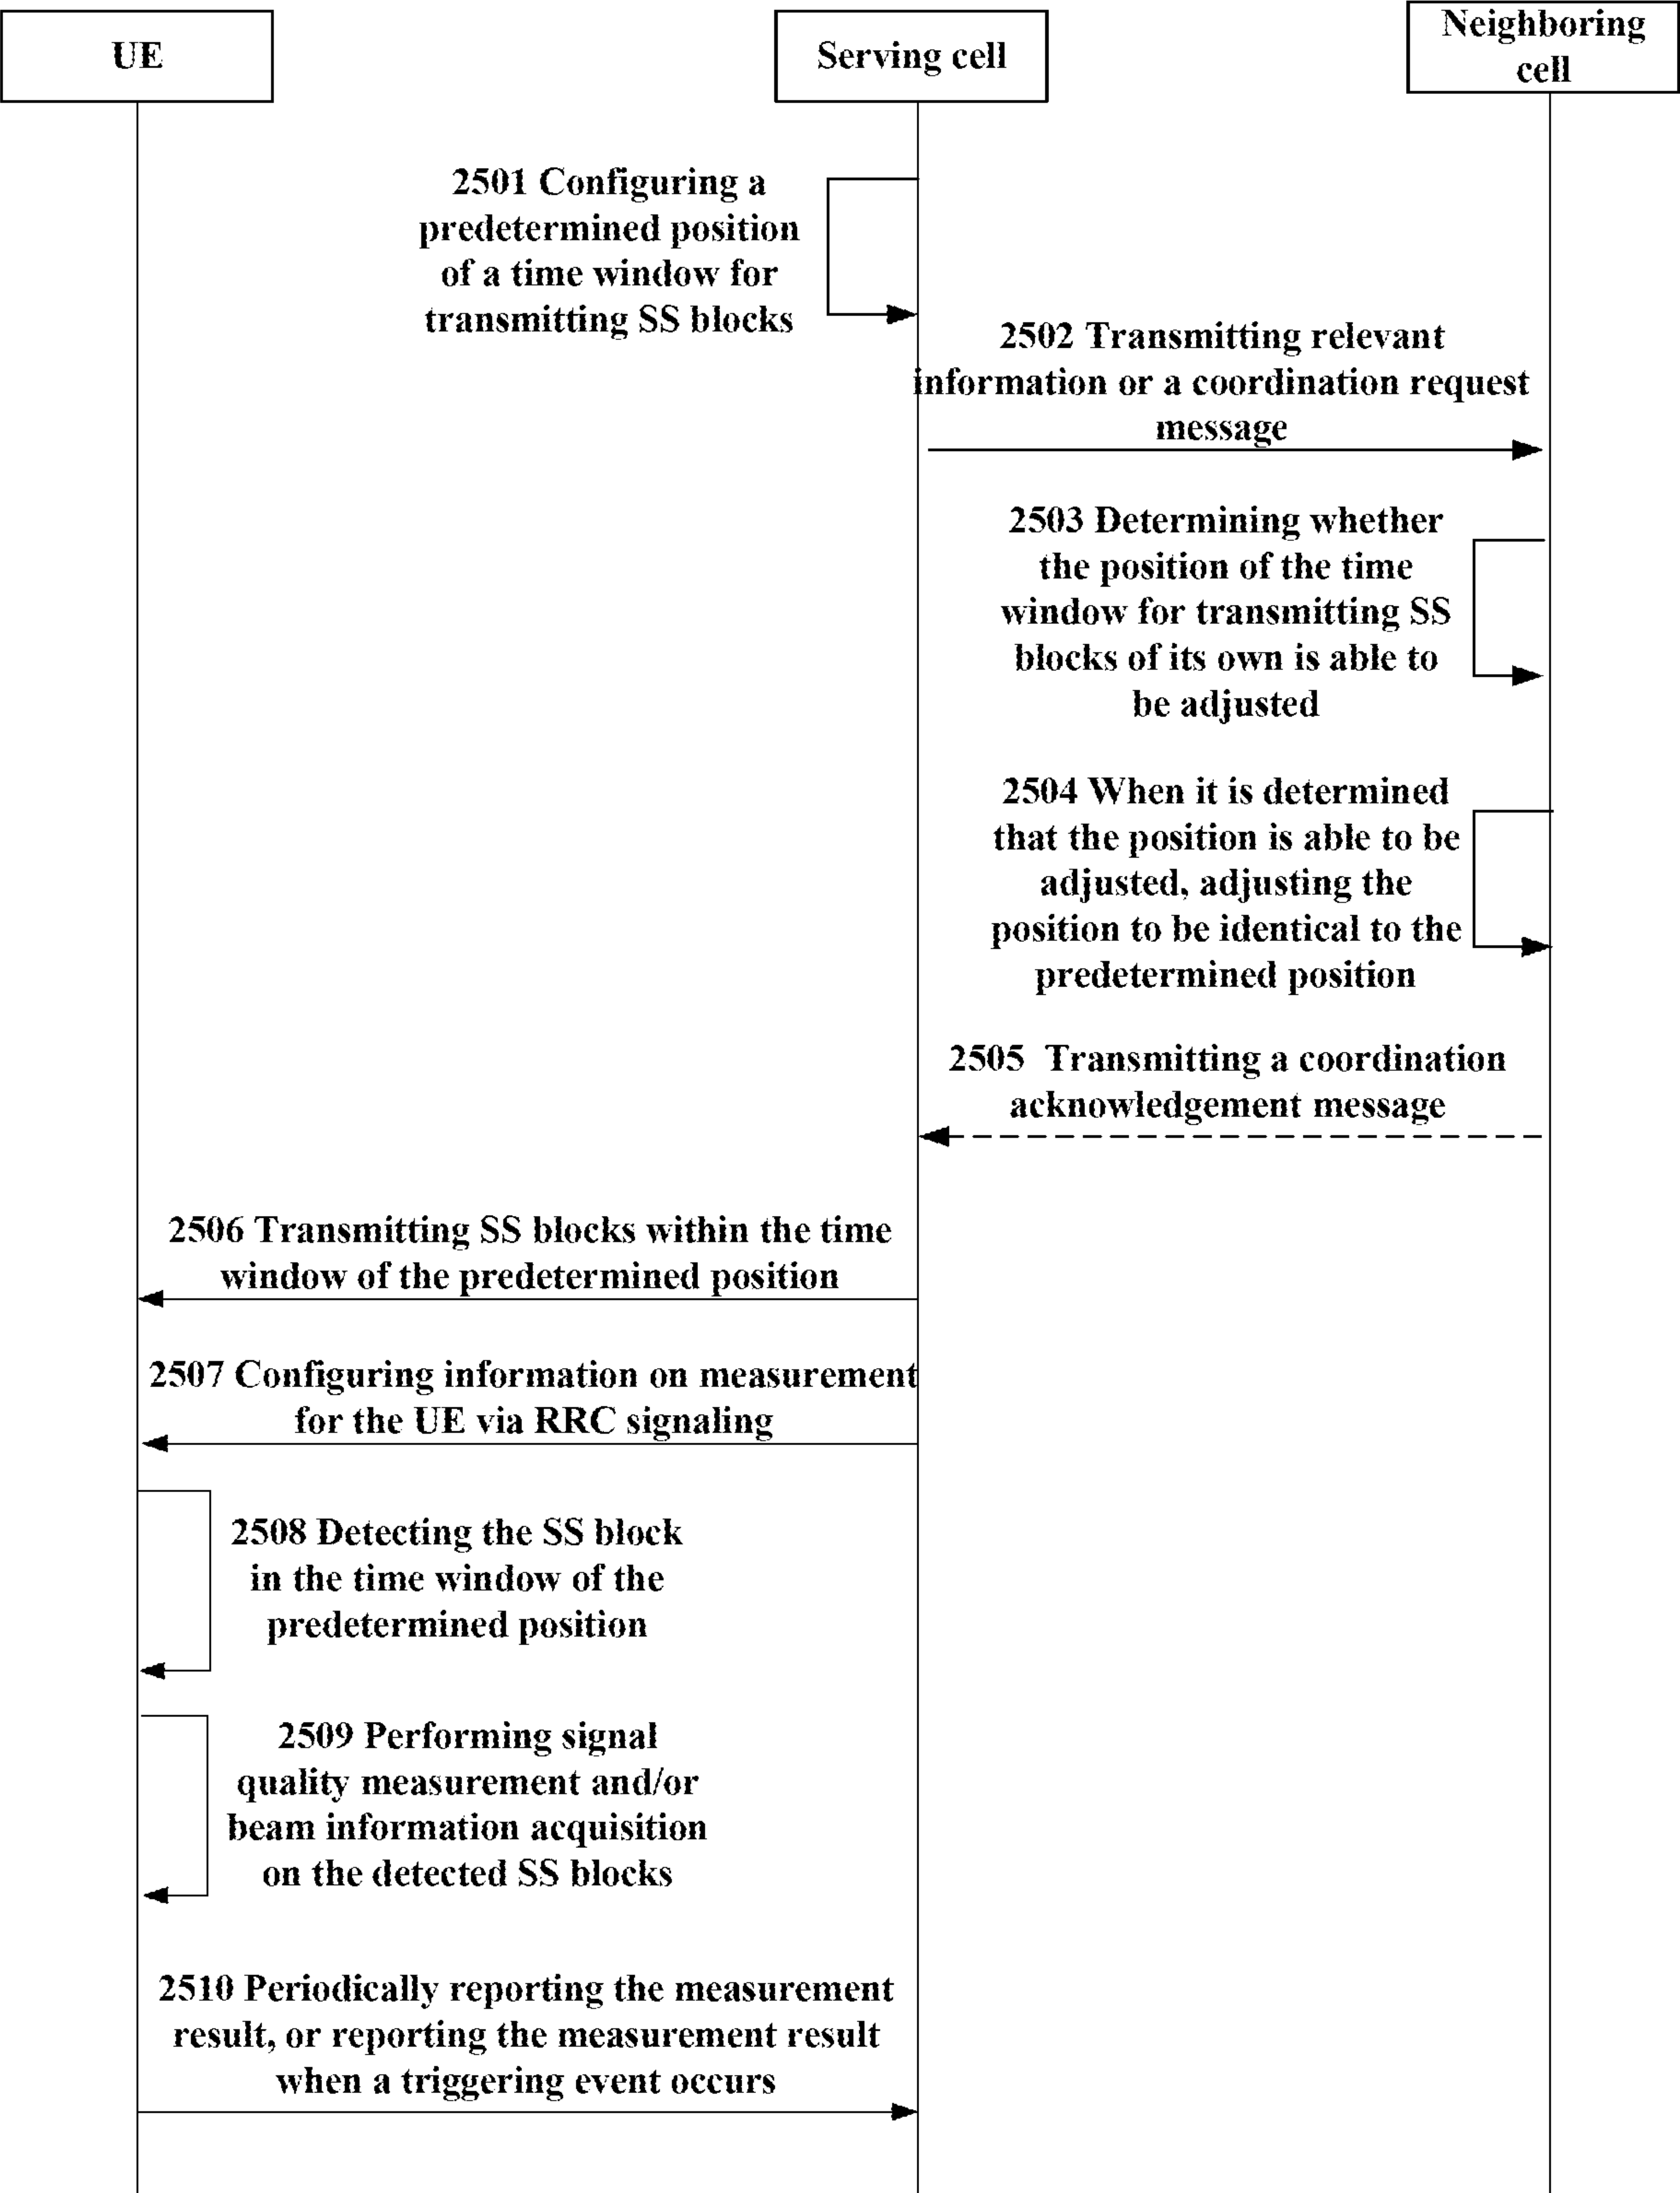 UE
Serving cell
Neighboring
cell
2501 Configuring a
predetermined position
of a time window for
transmitting SS blocks
2502 Transmitting relevant
information or a coordination request
message
2503 Determining whether
the position of the time
window for transmitting SS
blocks of its own is able to
be adjusted
2504 When it is determined
that the position is able to be
adjusted, adjusting the
position to be identical to the
predetermined position
2505 Transmitting a coordination
acknowledgement message
2506 Transmitting SS blocks within the time
window of the predetermined position
2507 Configuring information on measurement
for the UE via RRC signaling
2508 Detecting the SS block
in the time window of the
predetermined position
2509 Performing signal
quality measurement and/or
beam information acquisition
on the detected SS blocks
2510 Periodically reporting the measurement
result, or reporting the measurement result
when a triggering event occurs